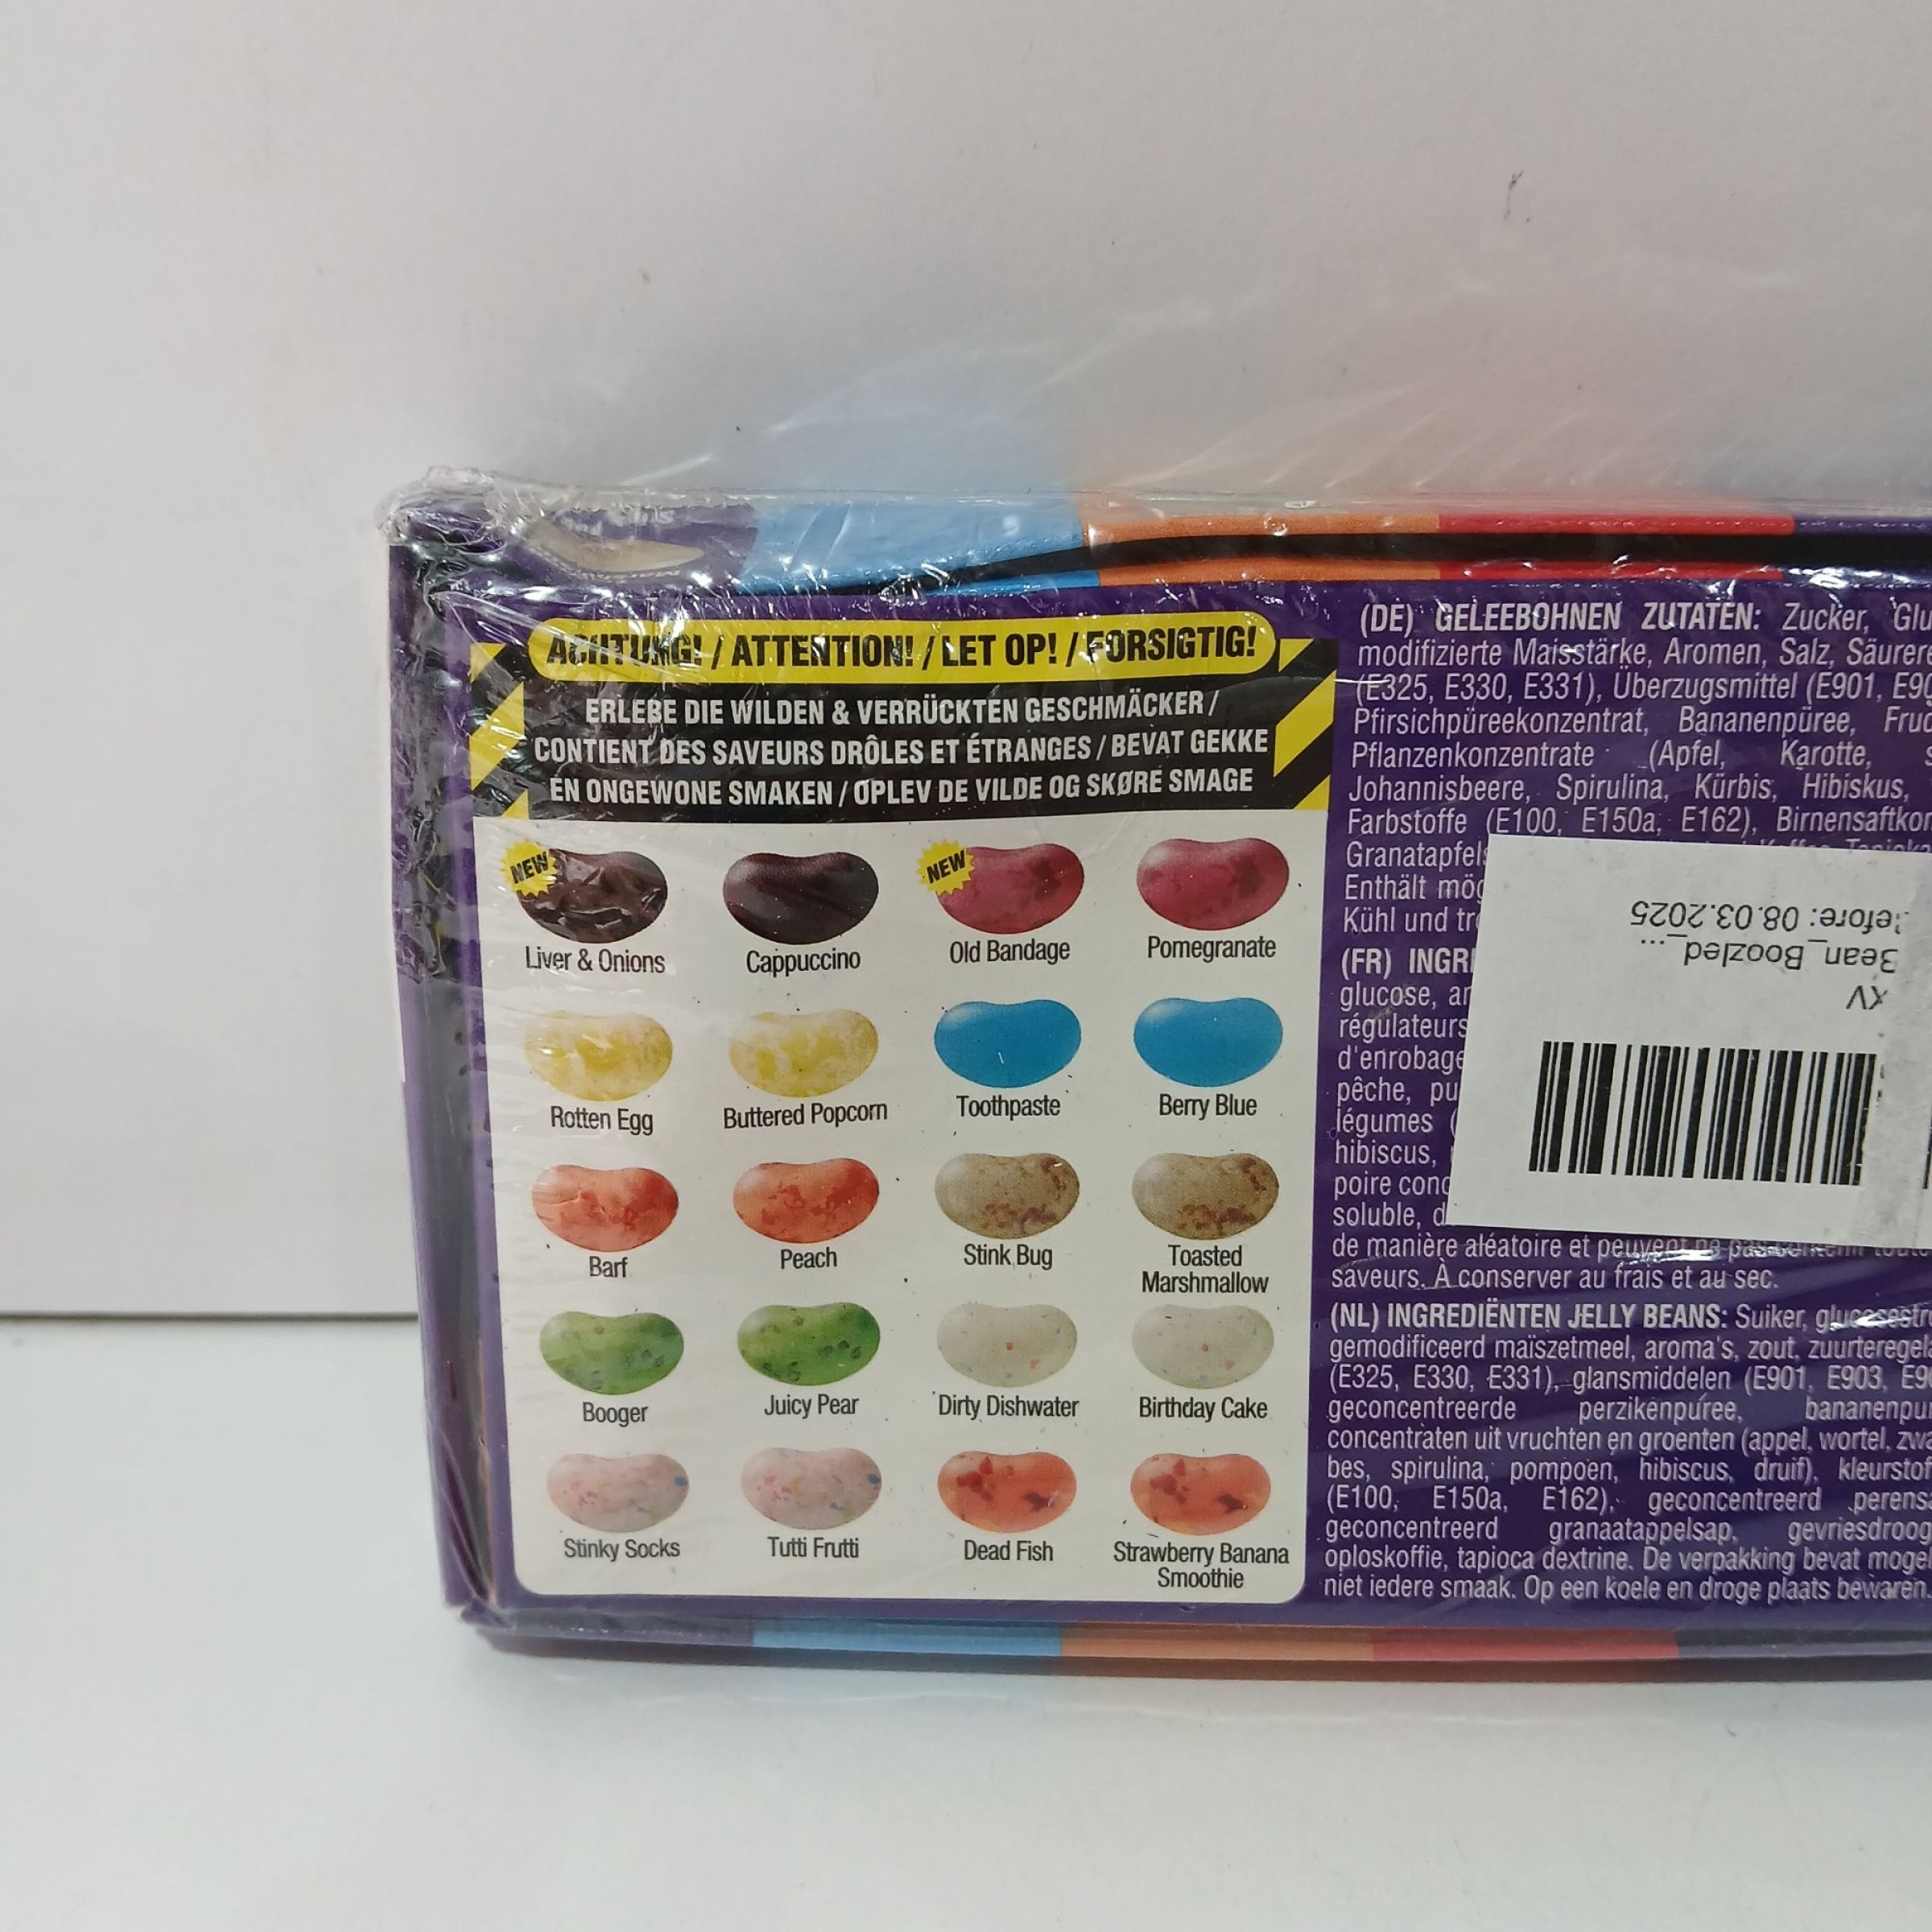 ACHTUNG! / ATTENTION! / LET OP! / FORSIGTIG!
ERLEBE DIE WILDEN & VERRÜCKTEN GESCHMÄCKER /
CONTIENT DES SAVEURS DRÔLES ET ÉTRANGES / BEVAT GEKKE
EN ONGEWONE SMAKEN / OPLEV DE VILDE OG SKØRE SMAGE
NEW
NEW
Liver & Onions
Cappuccino
Old Bandage
Pomegranate
Rotten Egg
Buttered Popcorn
Toothpaste
Berry Blue
Barf
Peach
Stink Bug
Toasted
Marshmallow
Booger
Juicy Pear
Dirty Dishwater
Birthday Cake
Stinky Socks
Tutti Frutti
Dead Fish
Strawberry Banana
Smoothie
(DE) GELEEBOHNEN ZUTATEN: Zucker,
modifizierte Maisstärke, Aromen, Salz,
(E325, E330, E331), Überzugsmittel (E901,
Pfirsichpüreekonzentrat, Bananenpüree,
Pflanzenkonzentrate (Apfel, Karotte,
Johannisbeere, Spirulina, Kürbis, Hibiskus,
Farbstoffe (E100, E150a, E162),
Enthält
Kühl und
(FR)
glucose,
régulateurs
d'enrobage
pêche,
légumes (
hibiscus,
poire
soluble,
de manière aléatoire et peuvent ne pas
saveurs. À conserver au frais et au sec.
(NL) INGREDIËNTEN JELLY BEANS: Suiker,
gemodificeerd maïszetmeel, aroma's, zout,
(E325, E330, E331), glansmiddelen (E901, E903,
geconcentreerde perzikenpuree,
concentraten uit vruchten en groenten (appel, wortel,
bes, spirulina, pompoen, hibiscus, druif),
(E100, E150a, E162), geconcentreerd
geconcentreerd granaatappelsap,
oploskoffie, tapioca dextrine. De verpakking bevat
niet iedere smaak. Op een koele en droge plaats bewaren.
XV
Bean_Boozled_...
efore: 08.03.2025